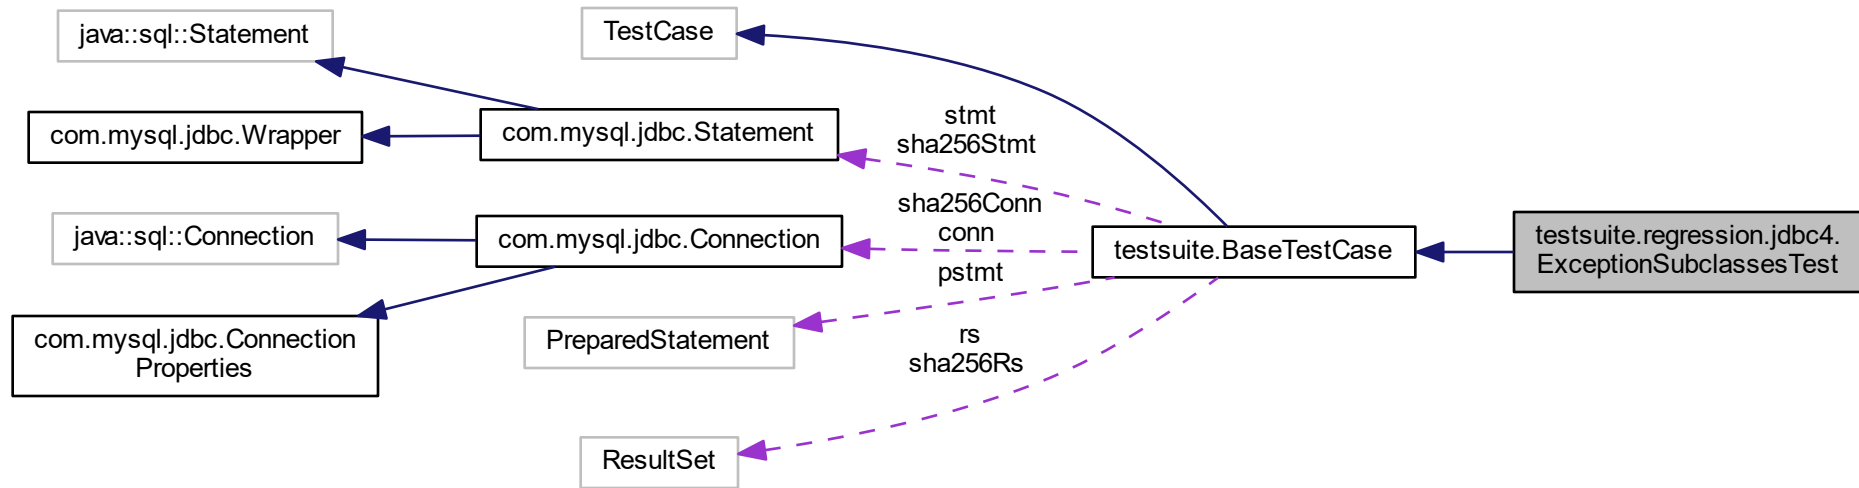 java::sql::Statement
TestCase
com.mysql.jdbc.Wrapper
com.mysql.jdbc.Statement
stmt
sha256Stmt
java::sql::Connection
com.mysql.jdbc.Connection
sha256Conn
conn
testsuite.BaseTestCase
testsuite.regression.jdbc4.
ExceptionSubclassesTest
pstmt
com.mysql.jdbc.Connection
Properties
PreparedStatement
rs
sha256Rs
ResultSet